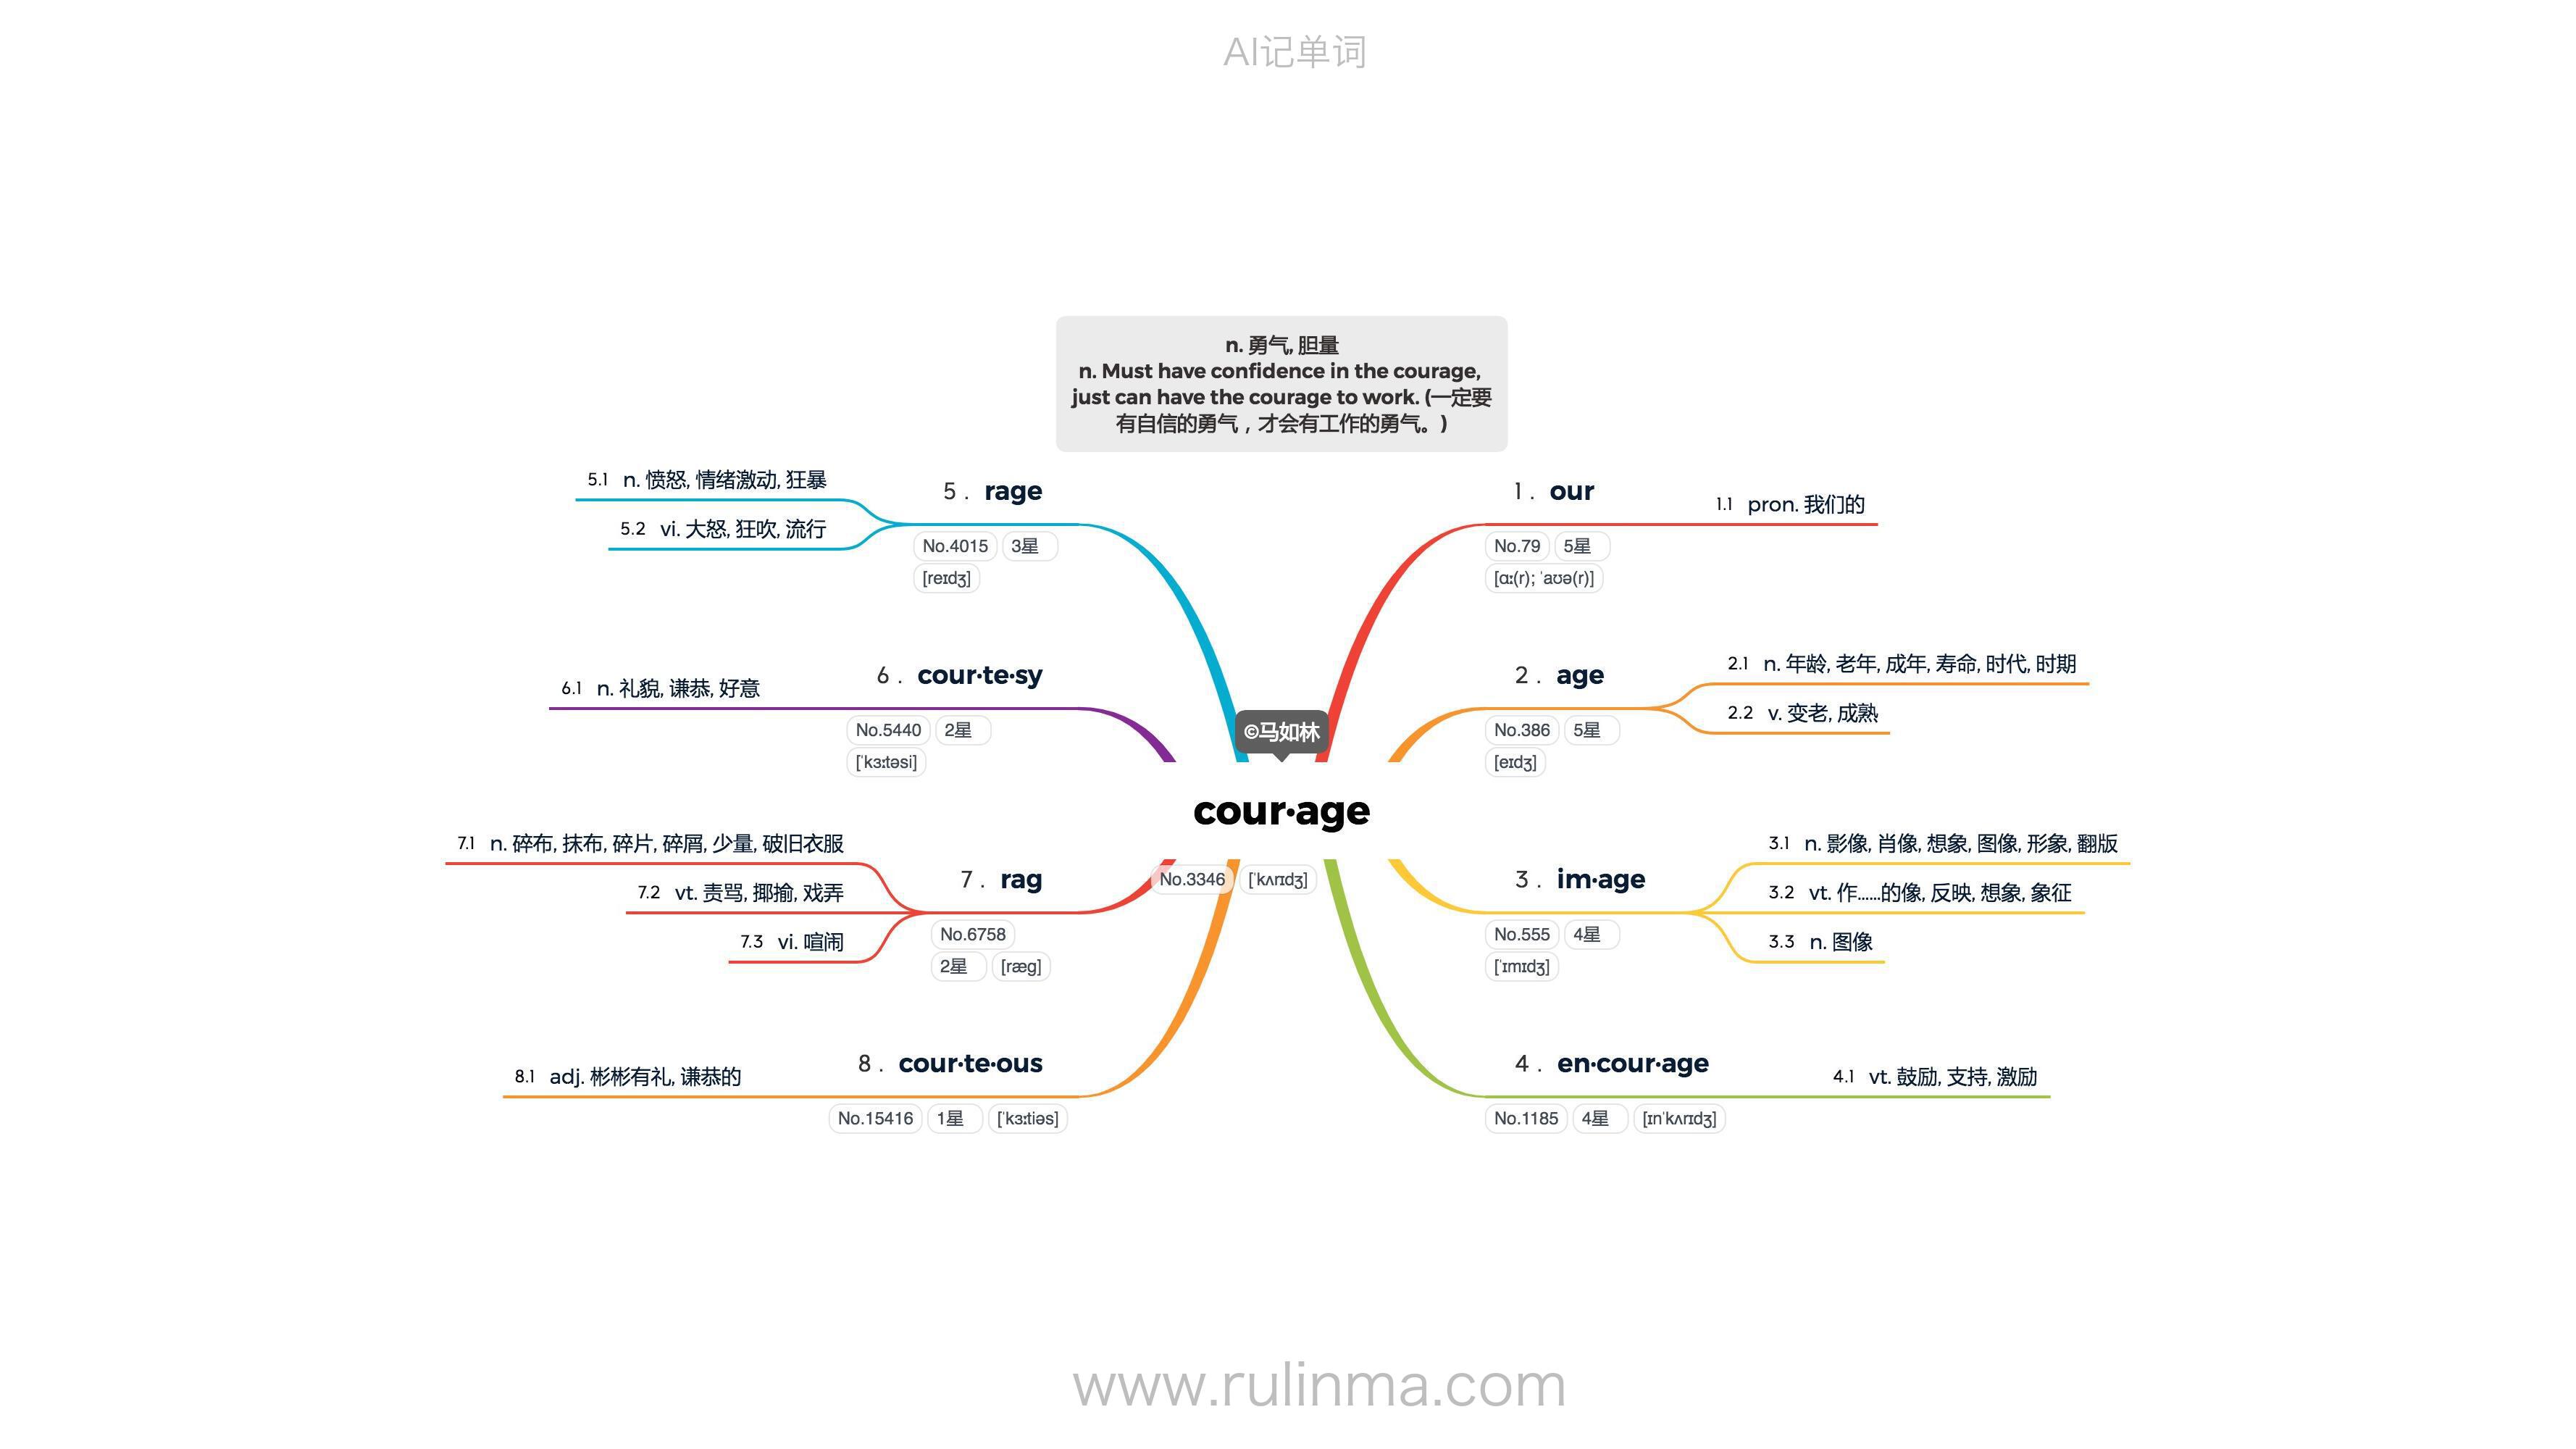 AI记单词
n. 勇气, 胆量
n. Must have confidence in the courage,
just can have the courage to work. (一定要
有自信的勇气，才会有工作的勇气。)
©马如林
cour·age
No.3346 [ˈkʌrɪdʒ]
1. our
No.79 5星
[ɑː(r); ˈaʊə(r)]
1.1 pron. 我们的
2. age
No.386 5星
[eɪdʒ]
2.1 n. 年龄, 老年, 成年, 寿命, 时代, 时期
2.2 v. 变老, 成熟
3. im·age
No.555 4星
[ˈɪmɪdʒ]
3.1 n. 影像, 肖像, 想象, 图像, 形象, 翻版
3.2 vt. 作……的像, 反映, 想象, 象征
3.3 n. 图像
4. en·cour·age
No.1185 4星 [ɪnˈkʌrɪdʒ]
4.1 vt. 鼓励, 支持, 激励
5. rage
No.4015 3星
[reɪdʒ]
5.1 n. 愤怒, 情绪激动, 狂暴
5.2 vi. 大怒, 狂吹, 流行
6. cour·te·sy
No.5440 2星
[ˈkɜːtəsi]
6.1 n. 礼貌, 谦恭, 好意
7. rag
No.6758
2星 [ræg]
7.1 n. 碎布, 抹布, 碎片, 碎屑, 少量, 破旧衣服
7.2 vt. 责骂, 揶揄, 戏弄
7.3 vi. 喧闹
8. cour·te·ous
No.15416 1星 [ˈkɜːtiəs]
8.1 adj. 彬彬有礼, 谦恭的
www.rulinma.com